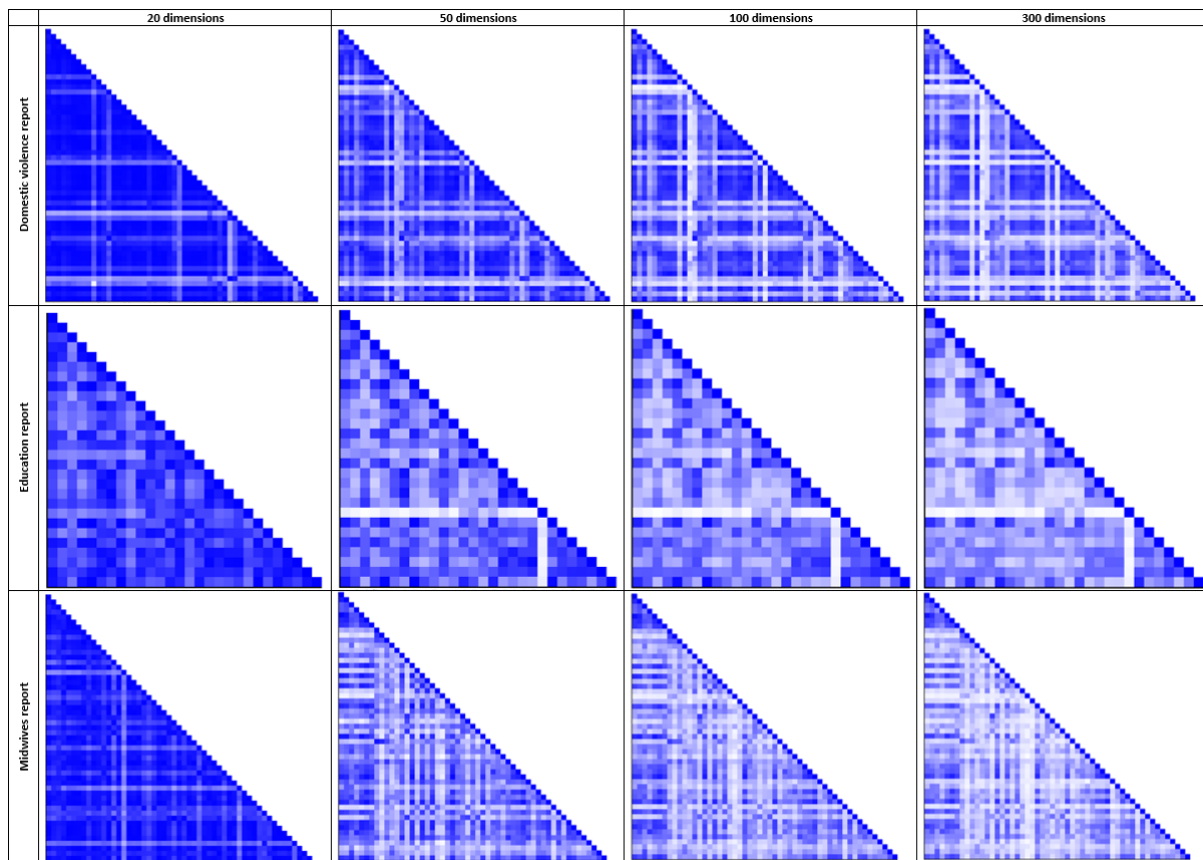 20 dimensions
50 dimensions
100 dimensions
300 dimensions
Domestic violence report
Education report
Midwives report